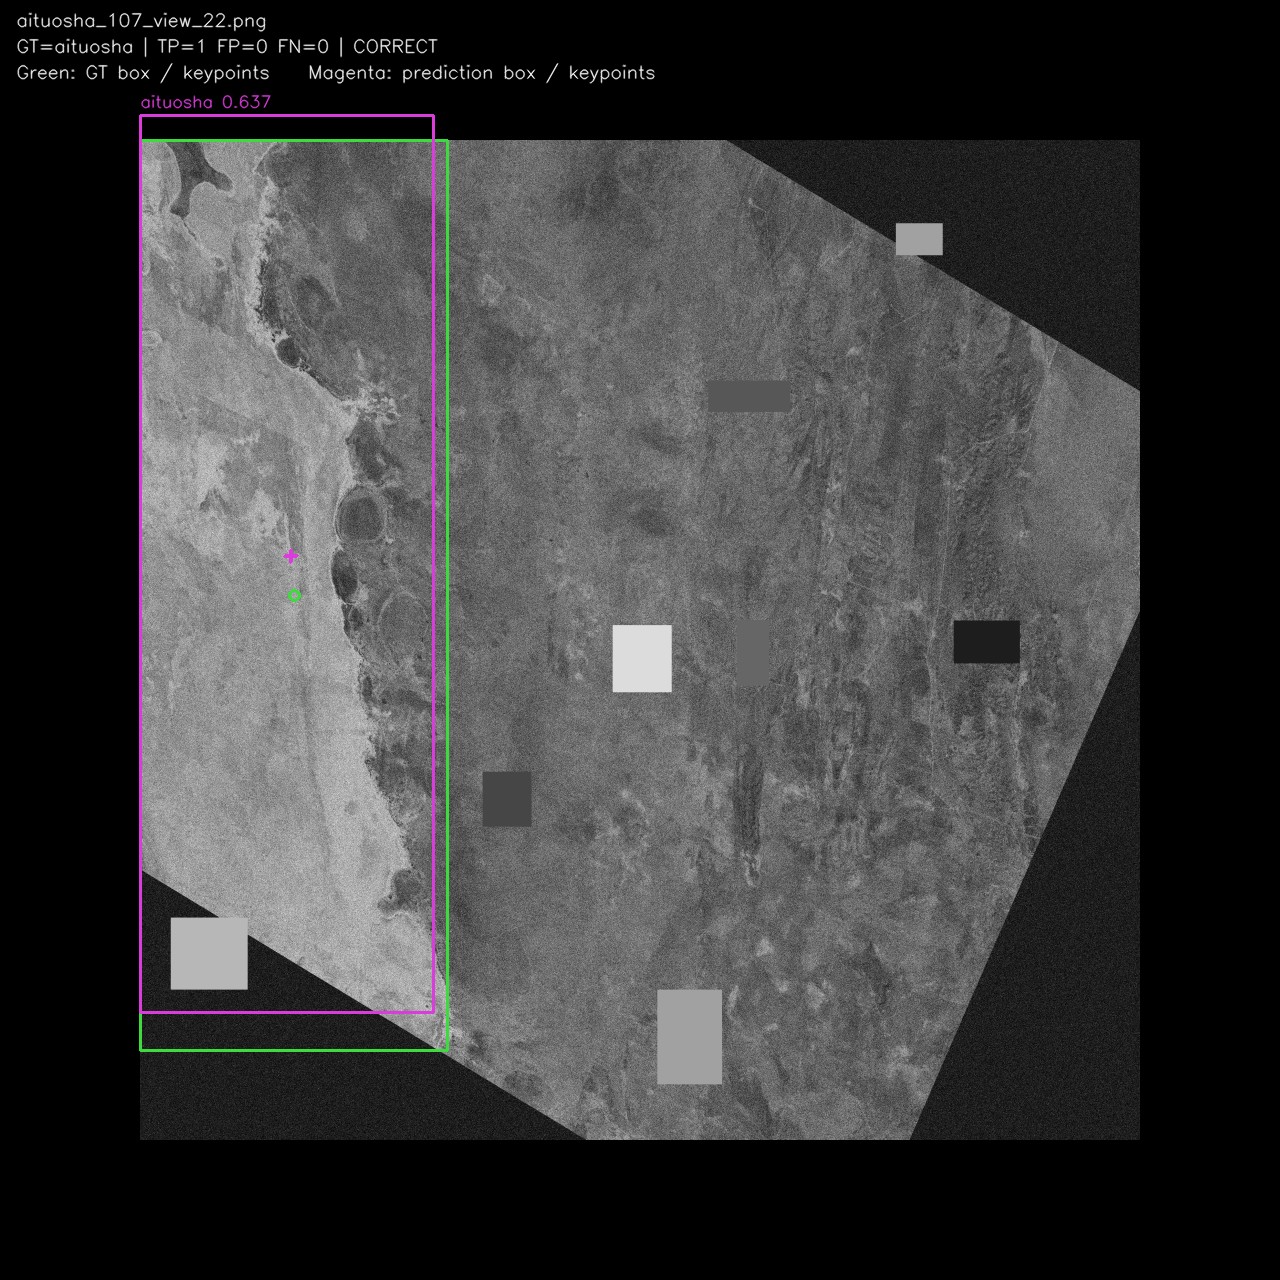 aituosha_107_view_22.png
GT=aituosha | TP=1 FP=0 FN=0 | CORRECT
Green: GT box / keypoints Magenta: prediction box / keypoints
aituosha 0.637